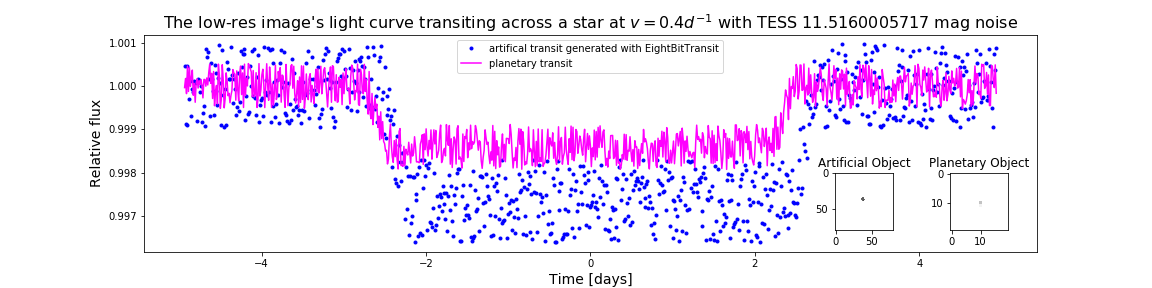 The low-res image's light curve transiting across a star at v = 0.4d⁻¹ with TESS 11.5160005717 mag noise
artifical transit generated with EightBitTransit
planetary transit
Relative flux
1.001
1.000
0.999
0.998
0.997
Artificial Object
Planetary Object
0
50
0 50
0
10
0 10
−4 −2 0 2 4
Time [days]